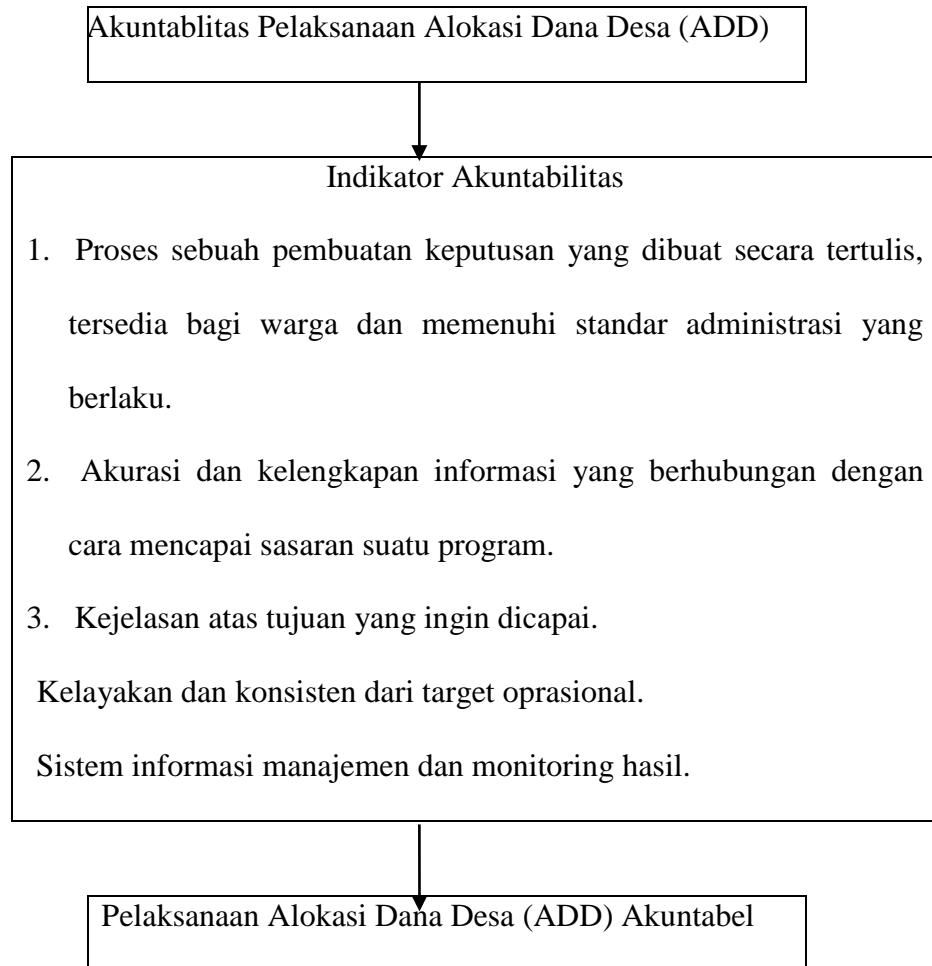 Akuntablitas Pelaksanaan Alokasi Dana Desa (ADD)
Indikator Akuntabilitas
1. Proses sebuah pembuatan keputusan yang dibuat secara tertulis,
tersedia bagi warga dan memenuhi standar administrasi yang
berlaku.
2. Akurasi dan kelengkapan informasi yang berhubungan dengan
cara mencapai sasaran suatu program.
3. Kejelasan atas tujuan yang ingin dicapai.
Kelayakan dan konsisten dari target oprasional.
Sistem informasi manajemen dan monitoring hasil.
Pelaksanaan Alokasi Dana Desa (ADD) Akuntabel